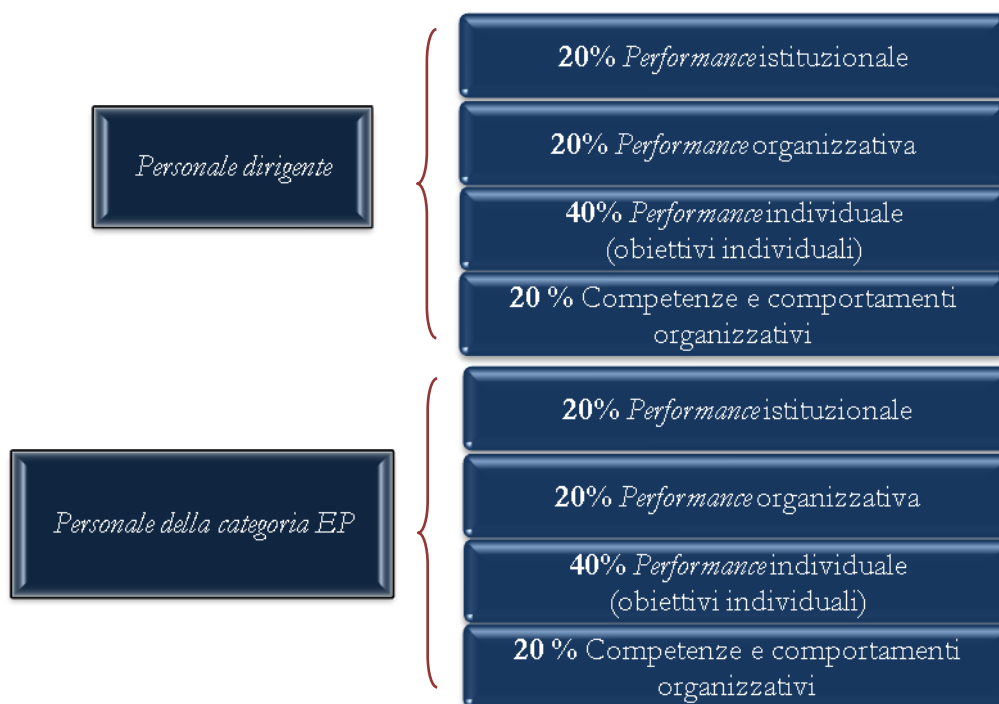 Personale dirigente
20% Performance istituzionale
20% Performance organizzativa
40% Performance individuale
(obiettivi individuali)
20 % Competenze e comportamenti
organizzativi
Personale della categoria EP
20% Performance istituzionale
20% Performance organizzativa
40% Performance individuale
(obiettivi individuali)
20 % Competenze e comportamenti
organizzativi